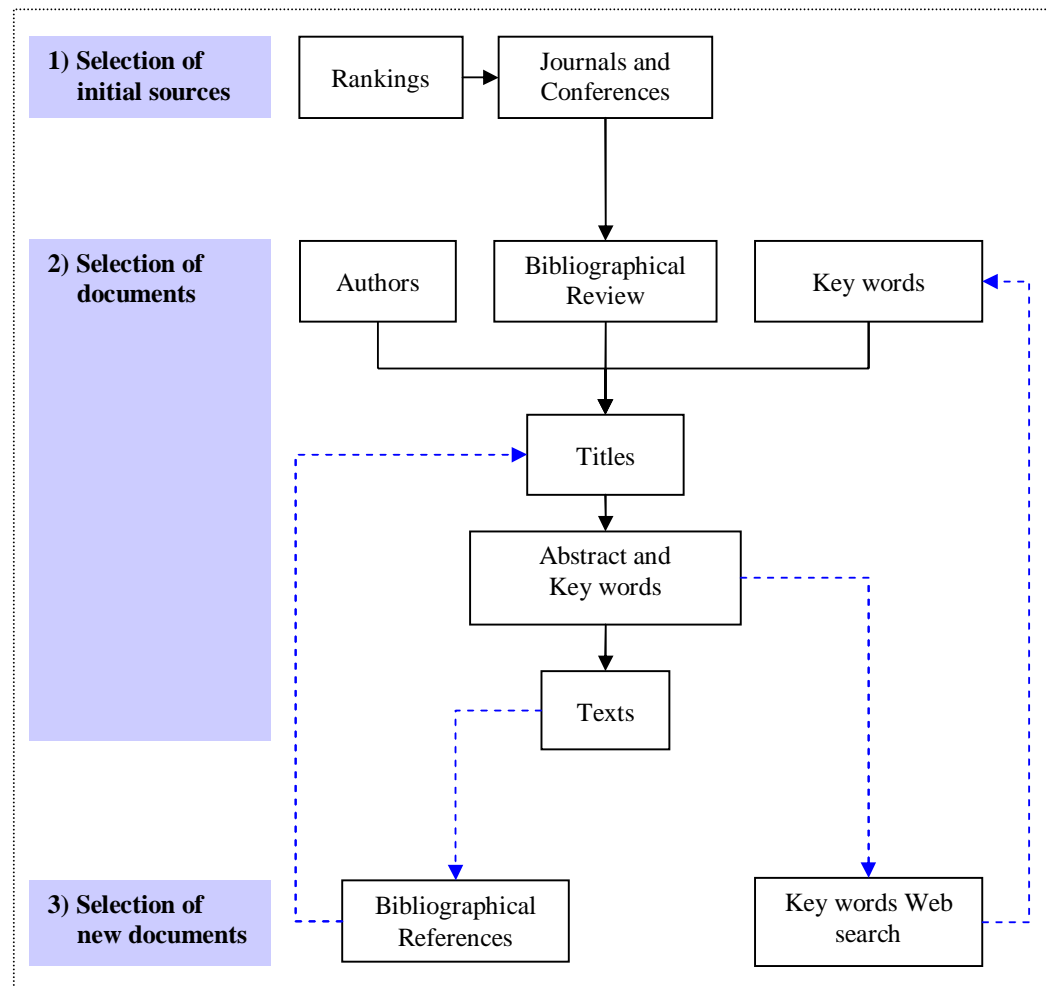 1) Selection of
initial sources
Rankings
Journals and
Conferences
2) Selection of
documents
Authors
Bibliographical
Review
Key words
Titles
Abstract and
Key words
Texts
3) Selection of
new documents
Bibliographical
References
Key words Web
search